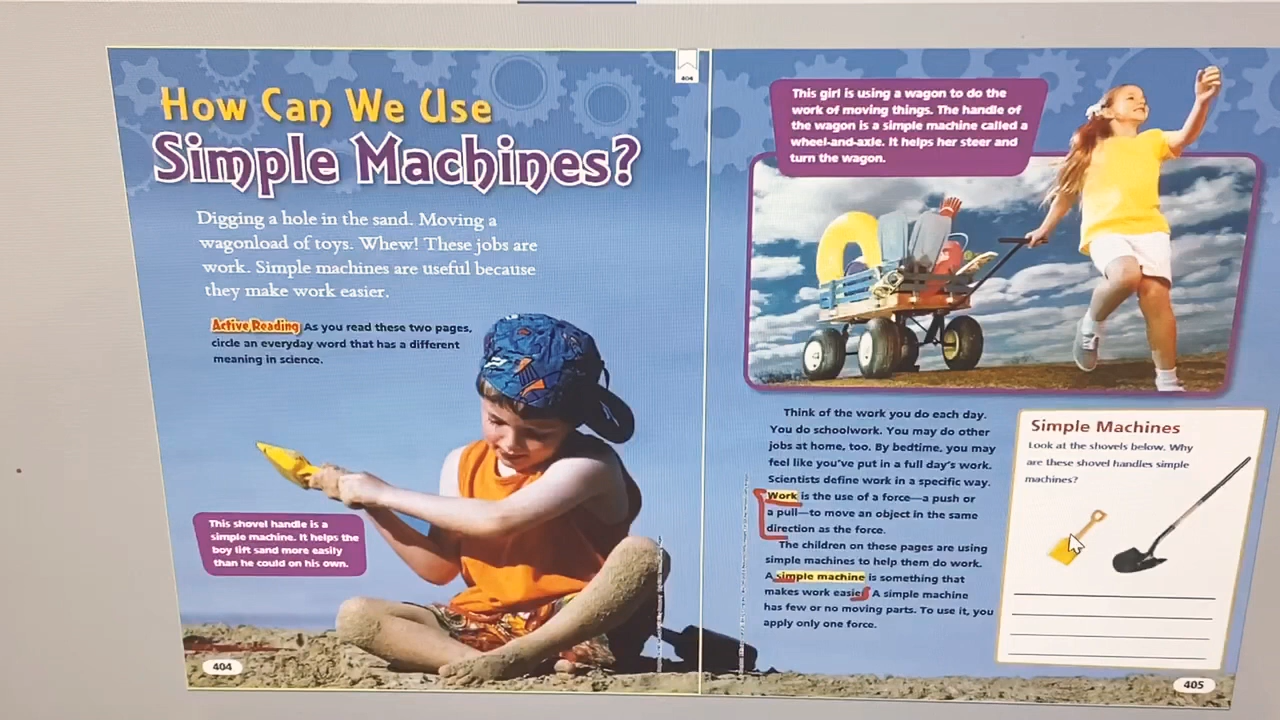 How Can We Use
Simple Machines?
Digging a hole in the sand. Moving a
wagonload of toys. Whew! These jobs are
work. Simple machines are useful because
they make work easier.
Active Reading As you read these two pages,
circle an everyday word that has a different
meaning in science.
This shovel handle is a
simple machine. It helps the
boy lift sand more easily
than he could on his own.
404
404
This girl is using a wagon to do the
work of moving things. The handle of
the wagon is a simple machine called a
wheel-and-axle. It helps her steer and
turn the wagon.
Think of the work you do each day.
You do schoolwork. You may do other
jobs at home, too. By bedtime, you may
feel like you've put in a full day's work.
Scientists define work in a specific way.
Work is the use of a force—a push or
a pull—to move an object in the same
direction as the force.
The children on these pages are using
simple machines to help them do work.
A simple machine is something that
makes work easier. A simple machine
has few or no moving parts. To use it, you
apply only one force.
Simple Machines
Look at the shovels below. Why
are these shovel handles simple
machines?
405